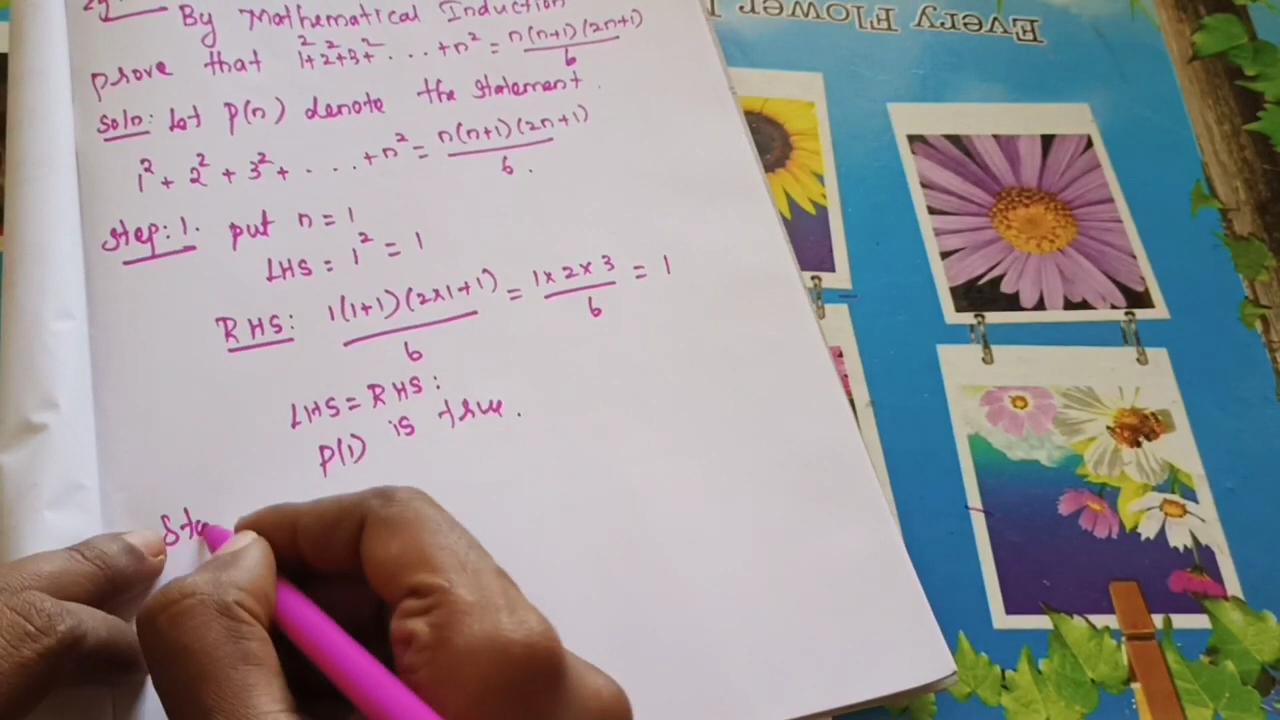 By Mathematical Induction
prove that 1²+2²+3²+ . . . +n² = n(n+1)(2n+1)/6
Soln: Let P(n) denote the statement.
1² + 2² + 3² + . . . . + n² = n(n+1)(2n+1)/6.
Step: 1. put n = 1
LHS = 1² = 1
RHS: 1(1+1)(2×1+1)/6 = 1×2×3/6 = 1
LHS = RHS:
P(1) is true.
Every Flower